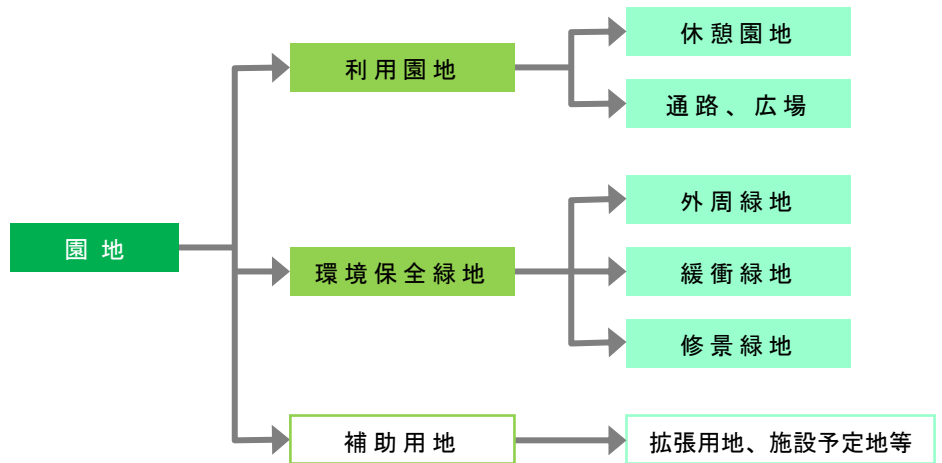 休憩園地
利用園地
通路、広場
外周緑地
園地
環境保全緑地
緩衝緑地
修景緑地
補助用地
拡張用地、施設予定地等